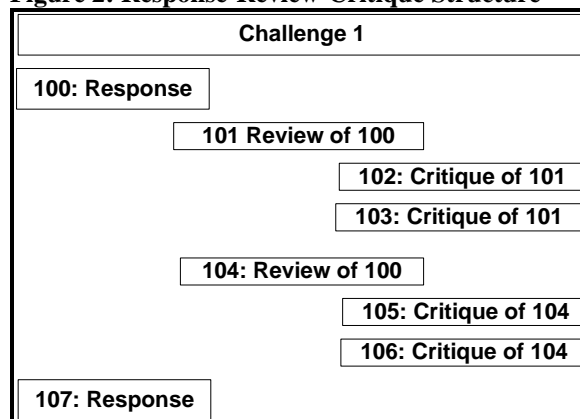 Figure 2: Response-Review-Critique Structure
Challenge 1
100: Response
101 Review of 100
102: Critique of 101
103: Critique of 101
104: Review of 100
105: Critique of 104
106: Critique of 104
107: Response